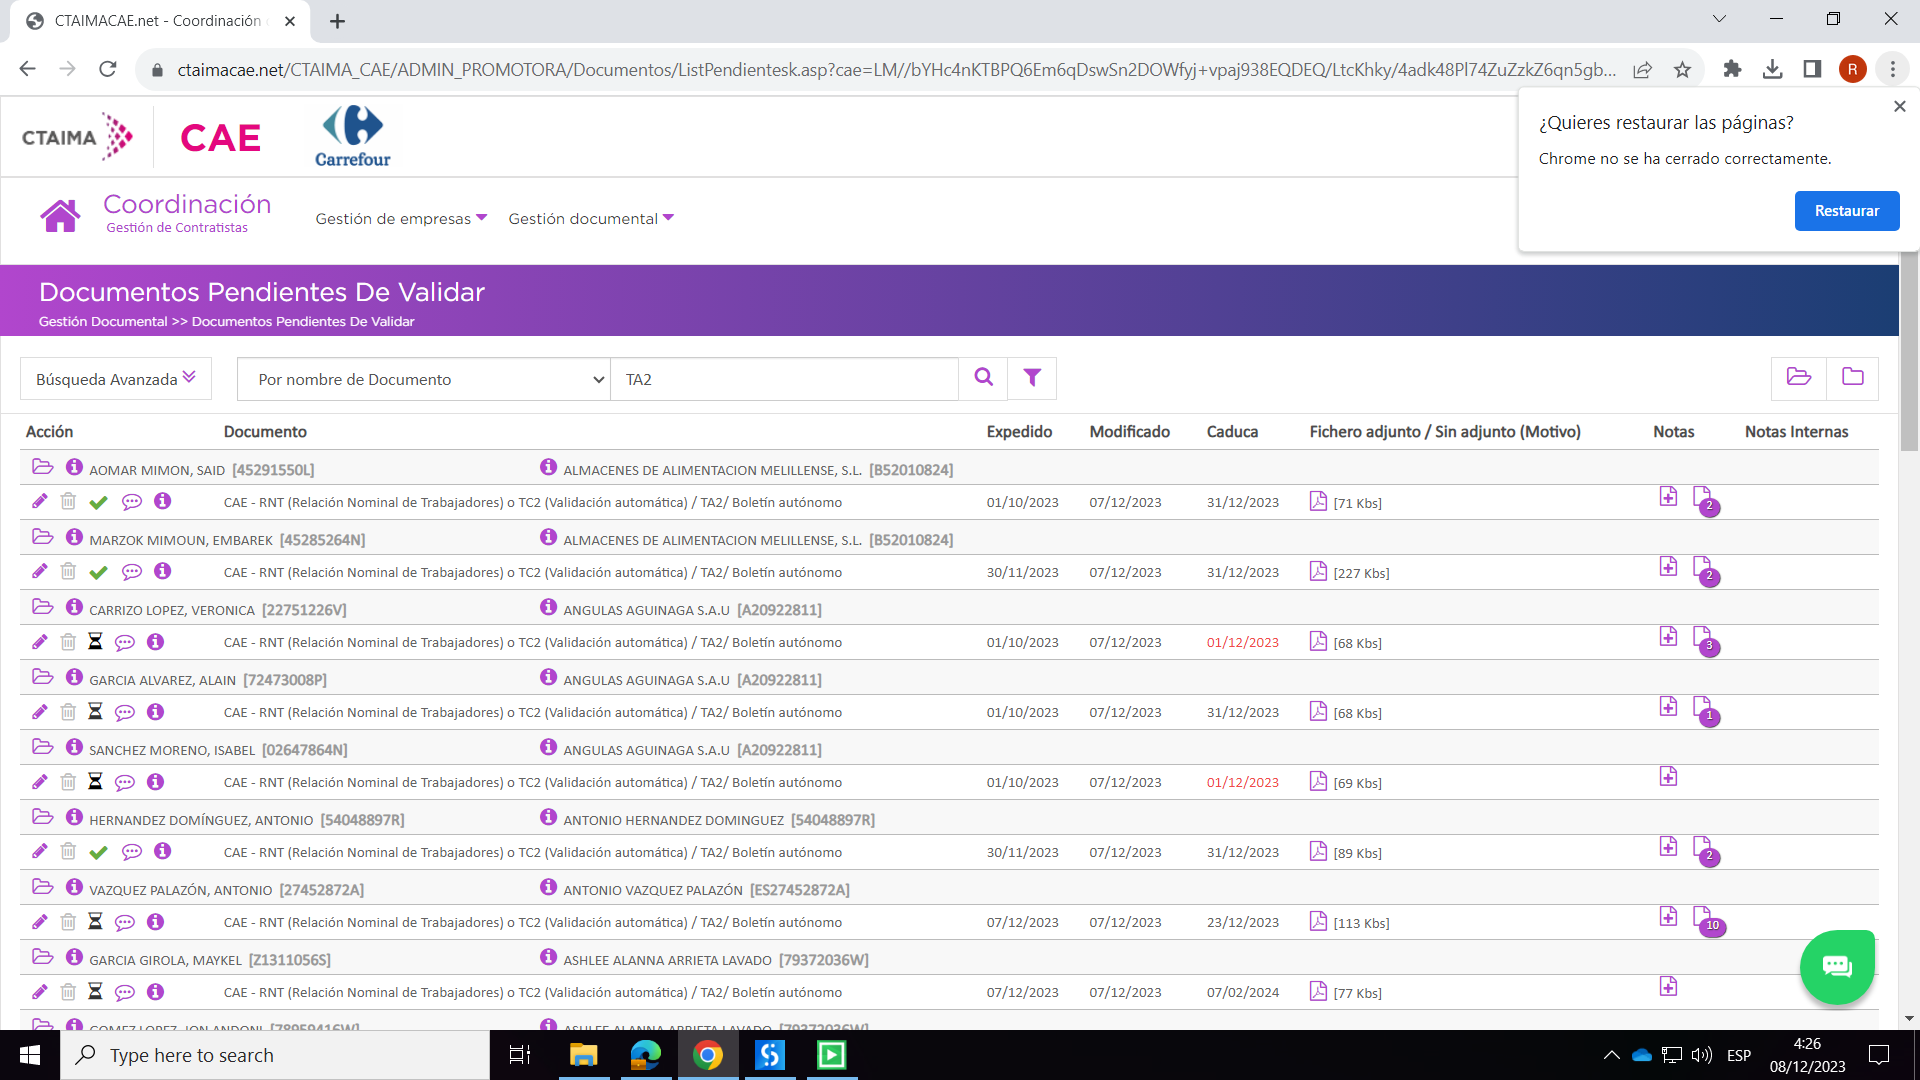 CTAIMACAE.net - Coordinación
ctaimacae.net/CTAIMA_CAE/ADMIN_PROMOTORA/Documentos/ListPendientesk.asp?cae=LM//bYHc4nKTBPQ6Em6qDswSn2DOWfyj+vpaj938EQDEQ/LtcKhky/4adk48Pl74ZuZzkZ6qn5gb...
R
¿Quieres restaurar las páginas?
Chrome no se ha cerrado correctamente.
Restaurar
CTAIMA CAE Carrefour
Coordinación
Gestión de Contratistas
Gestión de empresas Gestión documental
Documentos Pendientes De Validar
Gestión Documental >> Documentos Pendientes De Validar
Búsqueda Avanzada Por nombre de Documento TA2
Acción Documento Expedido Modificado Caduca Fichero adjunto / Sin adjunto (Motivo) Notas Notas Internas
AOMAR MIMON, SAID [45291550L] ALMACENES DE ALIMENTACION MELILLENSE, S.L. [B52010824]
CAE - RNT (Relación Nominal de Trabajadores) o TC2 (Validación automática) / TA2/ Boletín autónomo 01/10/2023 07/12/2023 31/12/2023 [71 Kbs] 2
MARZOK MIMOUN, EMBAREK [45285264N] ALMACENES DE ALIMENTACION MELILLENSE, S.L. [B52010824]
CAE - RNT (Relación Nominal de Trabajadores) o TC2 (Validación automática) / TA2/ Boletín autónomo 30/11/2023 07/12/2023 31/12/2023 [227 Kbs] 2
CARRIZO LOPEZ, VERONICA [22751226V] ANGULAS AGUINAGA S.A.U [A20922811]
CAE - RNT (Relación Nominal de Trabajadores) o TC2 (Validación automática) / TA2/ Boletín autónomo 01/10/2023 07/12/2023 01/12/2023 [68 Kbs] 3
GARCIA ALVAREZ, ALAIN [72473008P] ANGULAS AGUINAGA S.A.U [A20922811]
CAE - RNT (Relación Nominal de Trabajadores) o TC2 (Validación automática) / TA2/ Boletín autónomo 01/10/2023 07/12/2023 31/12/2023 [68 Kbs] 1
SANCHEZ MORENO, ISABEL [02647864N] ANGULAS AGUINAGA S.A.U [A20922811]
CAE - RNT (Relación Nominal de Trabajadores) o TC2 (Validación automática) / TA2/ Boletín autónomo 01/10/2023 07/12/2023 01/12/2023 [69 Kbs]
HERNANDEZ DOMÍNGUEZ, ANTONIO [54048897R] ANTONIO HERNANDEZ DOMINGUEZ [54048897R]
CAE - RNT (Relación Nominal de Trabajadores) o TC2 (Validación automática) / TA2/ Boletín autónomo 30/11/2023 07/12/2023 31/12/2023 [89 Kbs] 2
VAZQUEZ PALAZÓN, ANTONIO [27452872A] ANTONIO VAZQUEZ PALAZÓN [ES27452872A]
CAE - RNT (Relación Nominal de Trabajadores) o TC2 (Validación automática) / TA2/ Boletín autónomo 07/12/2023 07/12/2023 23/12/2023 [113 Kbs] 10
GARCIA GIROLA, MAYKEL [Z1311056S] ASHLEE ALANNA ARRIETA LAVADO [79372036W]
CAE - RNT (Relación Nominal de Trabajadores) o TC2 (Validación automática) / TA2/ Boletín autónomo 07/12/2023 07/12/2023 07/02/2024 [77 Kbs]
GOMEZ LOPEZ, JON ANDONI [78959416W] ASHLEE ALANNA ARRIETA LAVADO [79372036W]
Type here to search
ESP
4:26
08/12/2023